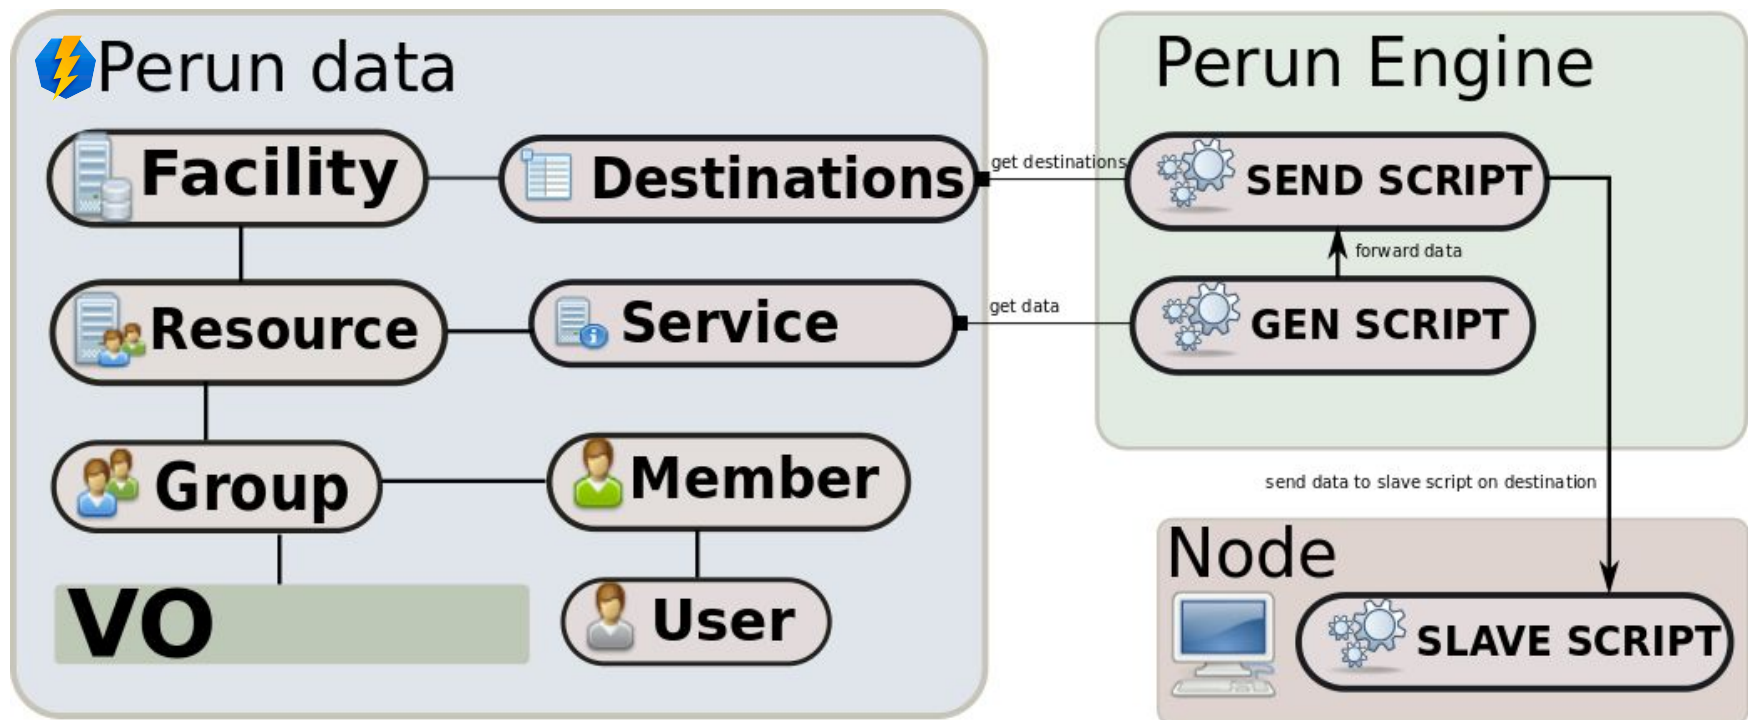 Perun data
Facility
Destinations
Resource
Service
Group
Member
VO
User
get destinations
get data
Perun Engine
SEND SCRIPT
forward data
GEN SCRIPT
send data to slave script on destination
Node
SLAVE SCRIPT